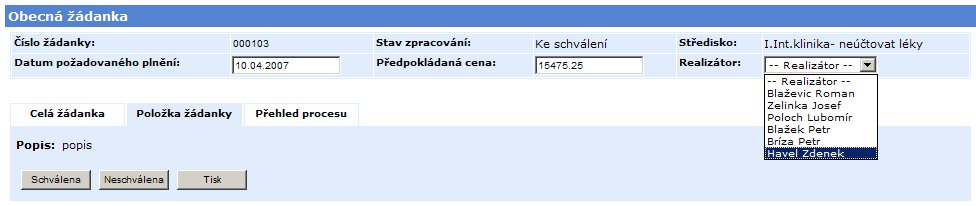 Obecná žádanka
Číslo žádanky: 000103 Stav zpracování: Ke schválení Středisko: I.Int.klinika- neúčtovat léky
Datum požadovaného plnění: 10.04.2007 Předpokládaná cena: 15475.25 Realizátor: -- Realizátor --
-- Realizátor --
Blaževic Roman
Zelinka Josef
Poloch Lubomír
Blažek Petr
Bríza Petr
Havel Zdenek
Celá žádanka Položka žádanky Přehled procesu
Popis: popis
Schválena Neschválena Tisk